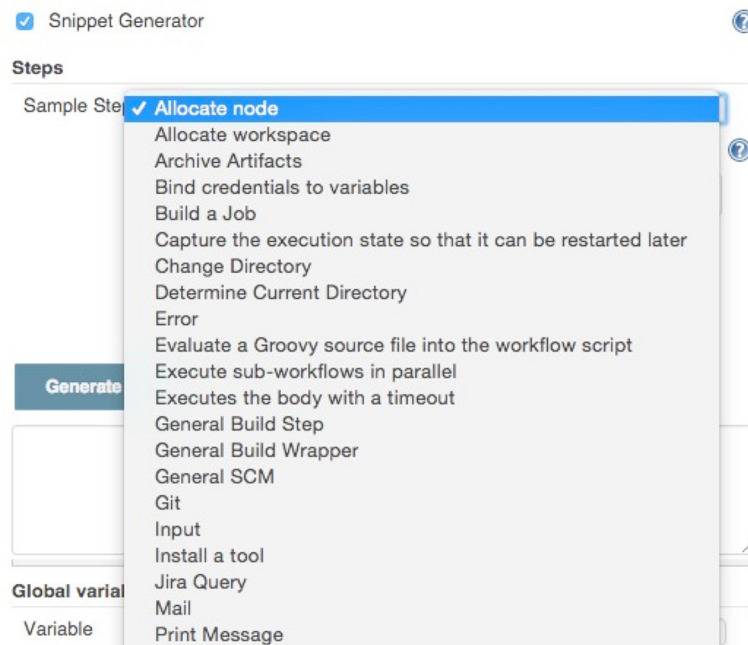 Snippet Generator
Steps
Sample Ste
✓ Allocate node
Allocate workspace
Archive Artifacts
Bind credentials to variables
Build a Job
Capture the execution state so that it can be restarted later
Change Directory
Determine Current Directory
Error
Evaluate a Groovy source file into the workflow script
Execute sub-workflows in parallel
Executes the body with a timeout
Generate
General Build Step
General Build Wrapper
General SCM
Git
Input
Install a tool
Jira Query
Global varial
Mail
Variable
Print Message